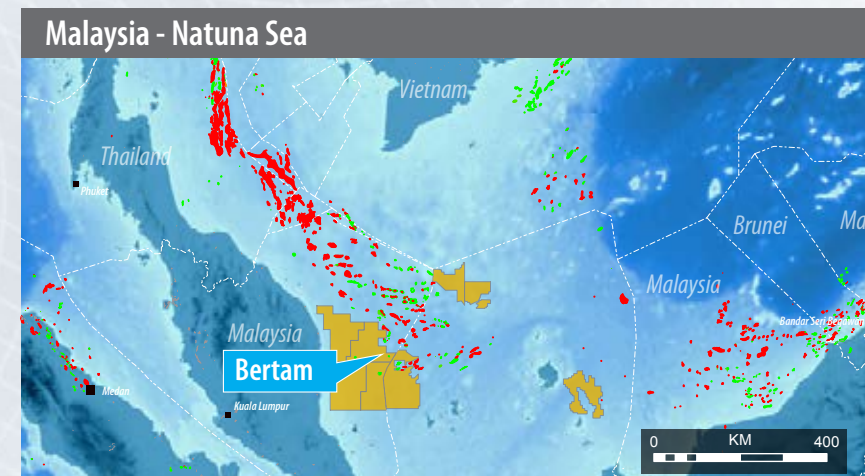 Malaysia - Natuna Sea
Vietnam
Thailand
Phuket
Brunei
Ma
Malaysia
Bandar Seri Begawan
Malaysia
Bertam
Medan
Kuala Lumpur
0 KM 400